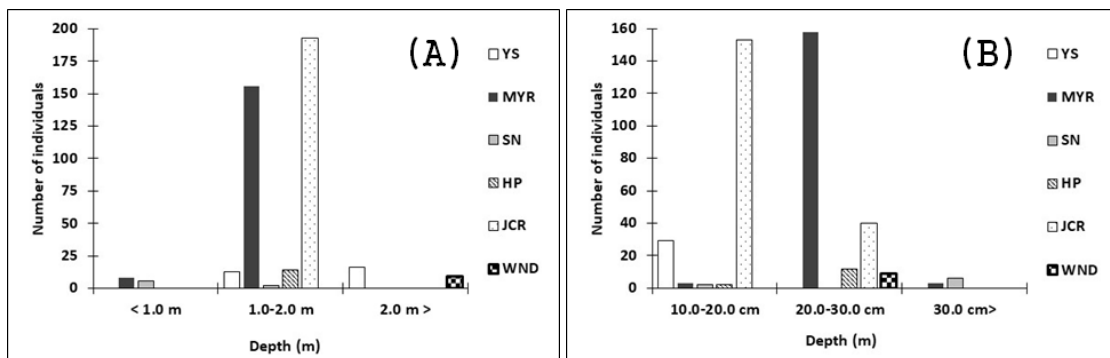 200
175
150
125
100
75
50
25
0
Number of individuals
< 1.0 m 1.0-2.0 m 2.0 m >
Depth (m)
(A)
YS
MYR
SN
HP
JCR
WND
160
140
120
100
80
60
40
20
0
Number of individuals
10.0-20.0 cm 20.0-30.0 cm 30.0 cm>
Depth (m)
(B)
YS
MYR
SN
HP
JCR
WND